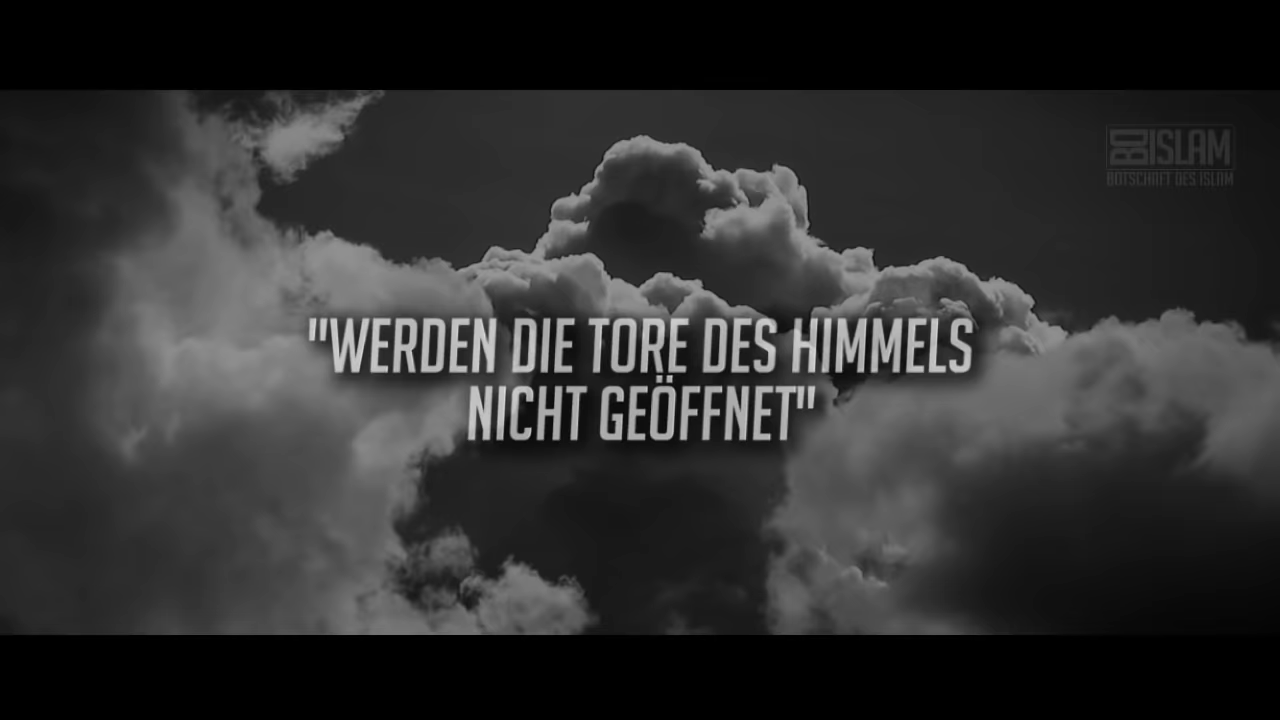 BDISLAM
BOTSCHAFT DES ISLAM
"WERDEN DIE TORE DES HIMMELS
NICHT GEÖFFNET"